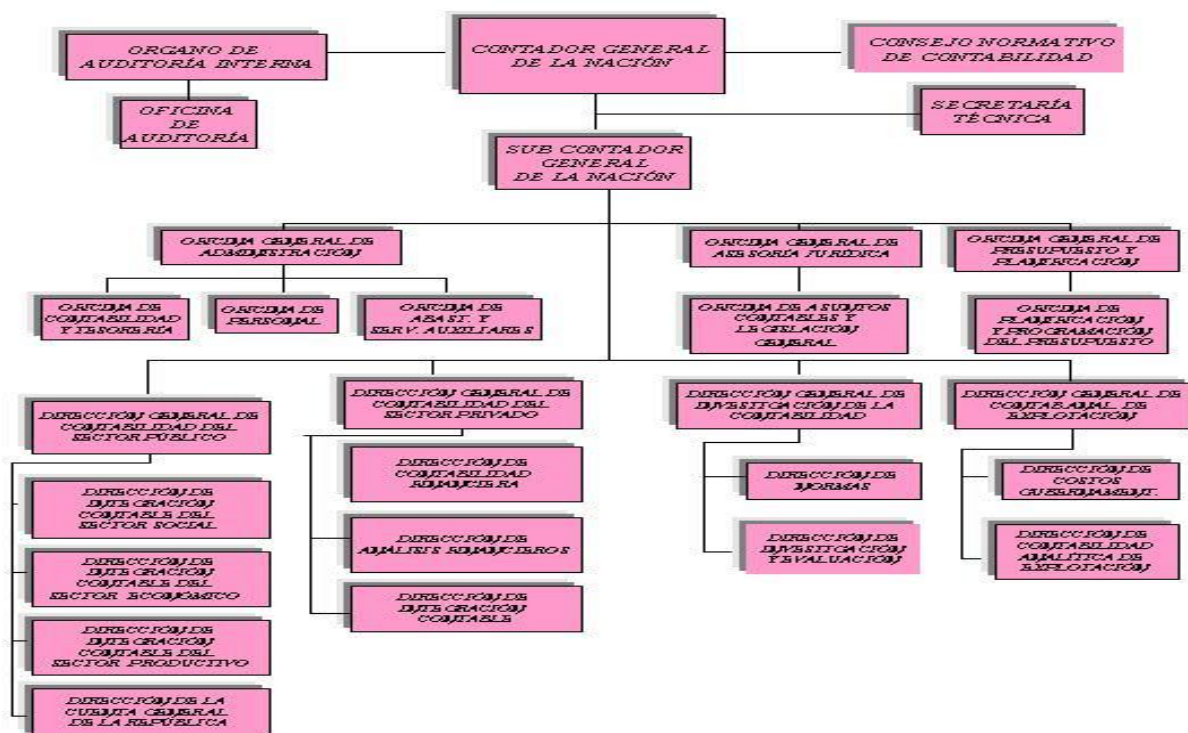 ORGANO DE
AUDITORÍA INTERNA
CONTADOR GENERAL
DE LA NACIÓN
CONSEJO NORMATIVO
DE CONTABILIDAD
OFICINA
DE
AUDITORÍA
SECRETARÍA
TÉCNICA
SUB CONTADOR
GENERAL
DE LA NACIÓN
OFICINA GENERAL DE
ADMINISTRACIÓN
OFICINA GENERAL DE
ASESORÍA JURÍDICA
OFICINA GENERAL DE
PRESUPUESTO Y
PLANIFICACIÓN
OFICINA DE
CONTABILIDAD
Y TESORERÍA
OFICINA DE
PERSONAL
OFICINA DE
ABAST. Y
SERV. AUXILIARES
OFICINA DE ASUNTOS
CONTABLES Y
LEGISLACIÓN
GENERAL
OFICINA DE
PLANIFICACIÓN
Y PROGRAMACIÓN
DEL PRESUPUESTO
DIRECCIÓN GENERAL DE
CONTABILIDAD DEL
SECTOR PÚBLICO
DIRECCIÓN GENERAL DE
CONTABILIDAD DEL
SECTOR PRIVADO
DIRECCIÓN GENERAL DE
INVESTIGACIÓN DE LA
CONTABILIDAD
DIRECCIÓN GENERAL DE
CONTAB. ANAL. DE
EXPLOTACIÓN
DIRECCIÓN DE
INTEGRACIÓN
CONTABLE DEL
SECTOR SOCIAL
DIRECCIÓN DE
INTEGRACIÓN
CONTABLE DEL
SECTOR ECONÓMICO
DIRECCIÓN DE
INTEGRACIÓN
CONTABLE DEL
SECTOR PRODUCTIVO
DIRECCIÓN DE LA
CUENTA GENERAL
DE LA REPÚBLICA
DIRECCIÓN DE
CONTABILIDAD
FINANCIERA
DIRECCIÓN DE
ANÁLISIS FINANCIEROS
DIRECCIÓN DE
INTEGRACIÓN
CONTABLE
DIRECCIÓN DE
NORMAS
DIRECCIÓN DE
INVESTIGACIÓN
Y EVALUACIÓN
DIRECCIÓN DE
COSTOS
GUBERNAMENT.
DIRECCIÓN DE
CONTABILIDAD
ANALÍTICA DE
EXPLOTACIÓN